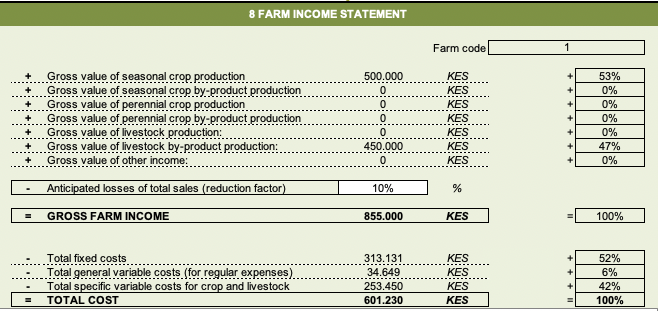 8 FARM INCOME STATEMENT
Farm code 1
+ Gross value of seasonal crop production 500.000 KES + 53%
+ Gross value of seasonal crop by-product production 0 KES + 0%
+ Gross value of perennial crop production 0 KES + 0%
+ Gross value of perennial crop by-product production 0 KES + 0%
+ Gross value of livestock production: 0 KES + 0%
+ Gross value of livestock by-product production: 450.000 KES + 47%
+ Gross value of other income: 0 KES + 0%
- Anticipated losses of total sales (reduction factor) 10% %
= GROSS FARM INCOME 855.000 KES = 100%
- Total fixed costs 313.131 KES + 52%
- Total general variable costs (for regular expenses) 34.649 KES + 6%
- Total specific variable costs for crop and livestock 253.450 KES + 42%
= TOTAL COST 601.230 KES = 100%